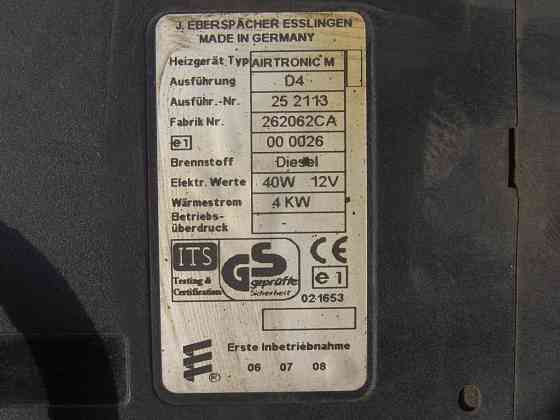 J. EBERSPÄCHER ESSLINGEN
MADE IN GERMANY
Heizgerät Typ AIRTRONIC M
Ausführung D4
Ausführ.-Nr. 25 2113
Fabrik Nr. 262062CA
e1 00 0026
Brennstoff Diesel
Elektr. Werte 40W 12V
Wärmestrom 4 KW
Betriebs-
überdruck -
ITS
Testing &
Certification
GS
geprüfte
Sicherheit
CE
e1
021653
Erste Inbetriebnahme
06 07 08
®